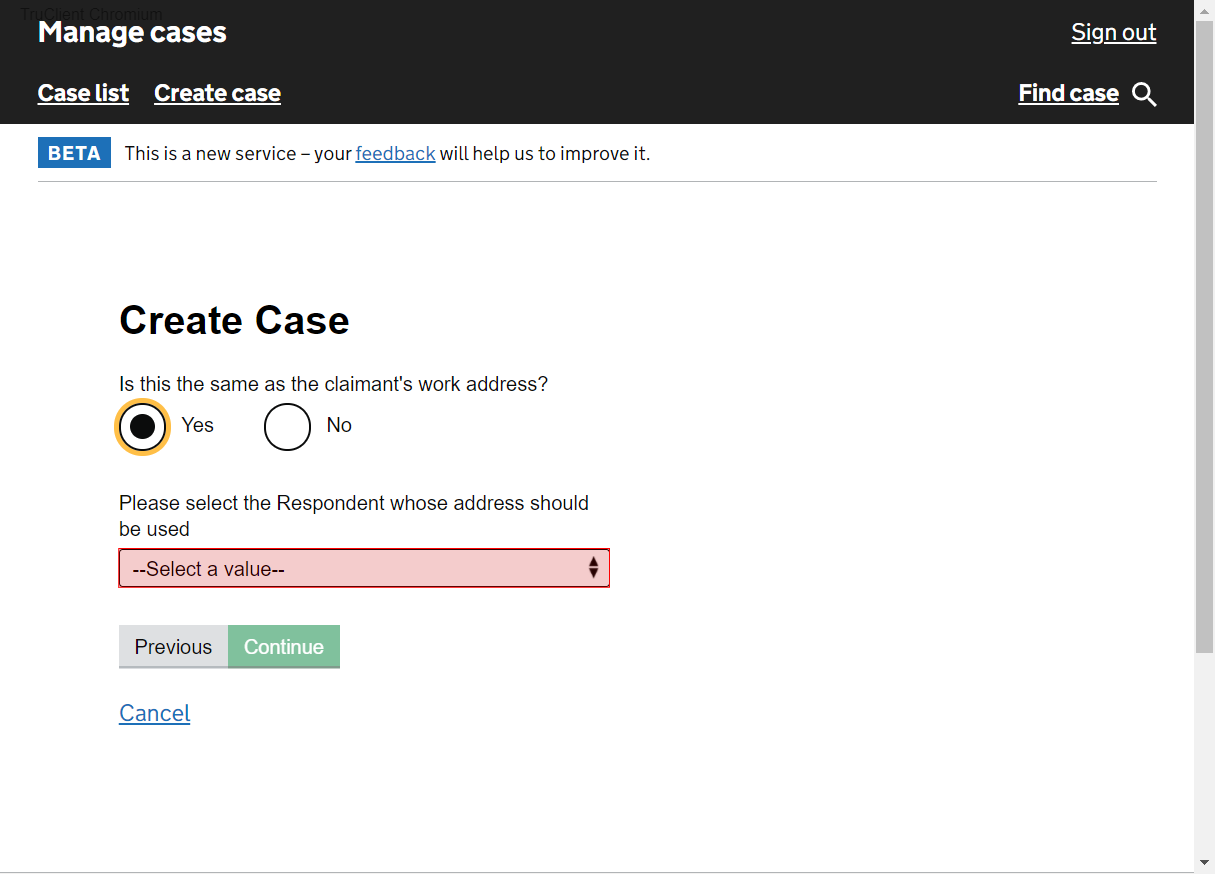 TruClient Chromium
Manage cases
Sign out
Case list Create case
Find case
BETA This is a new service – your feedback will help us to improve it.
Create Case
Is this the same as the claimant's work address?
Yes No
Please select the Respondent whose address should
be used
--Select a value--
Previous Continue
Cancel